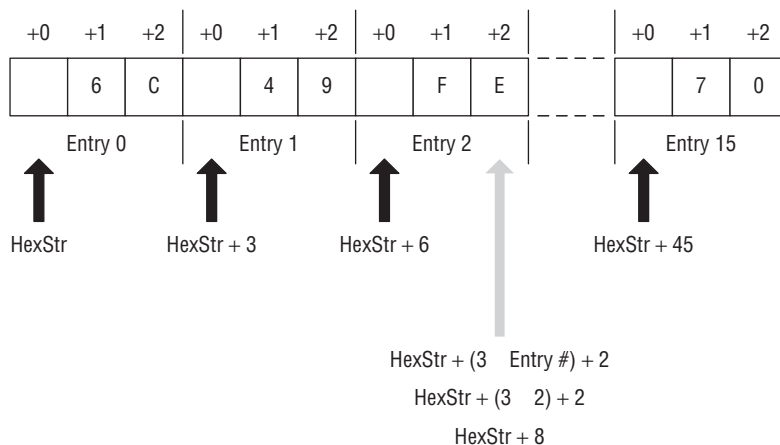 +0 +1 +2 +0 +1 +2 +0 +1 +2 +0 +1 +2
6 C 4 9 F E 7 0
Entry 0 Entry 1 Entry 2 Entry 15
HexStr HexStr + 3 HexStr + 6 HexStr + 45
HexStr + (3 Entry #) + 2
HexStr + (3 2) + 2
HexStr + 8